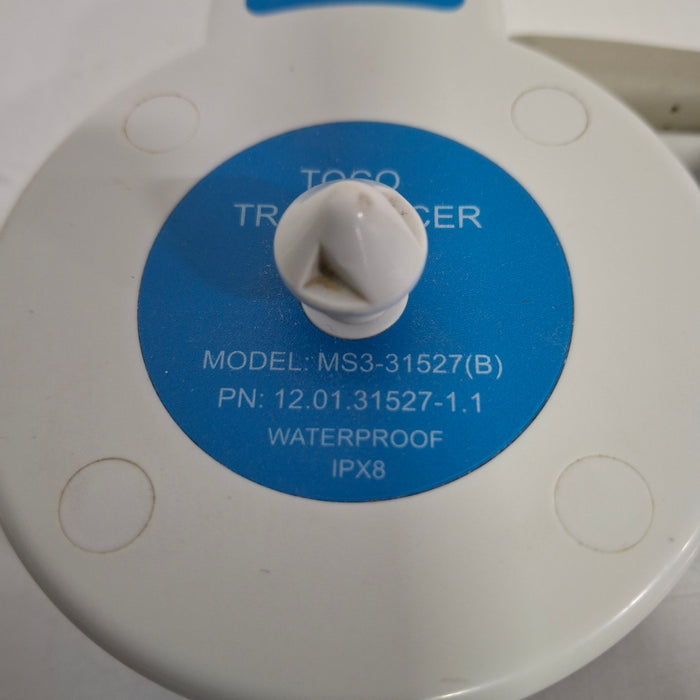 TOCO
MODEL: MS3-31527(B)
PN: 12.01.31527-1.1
WATERPROOF
IPX8